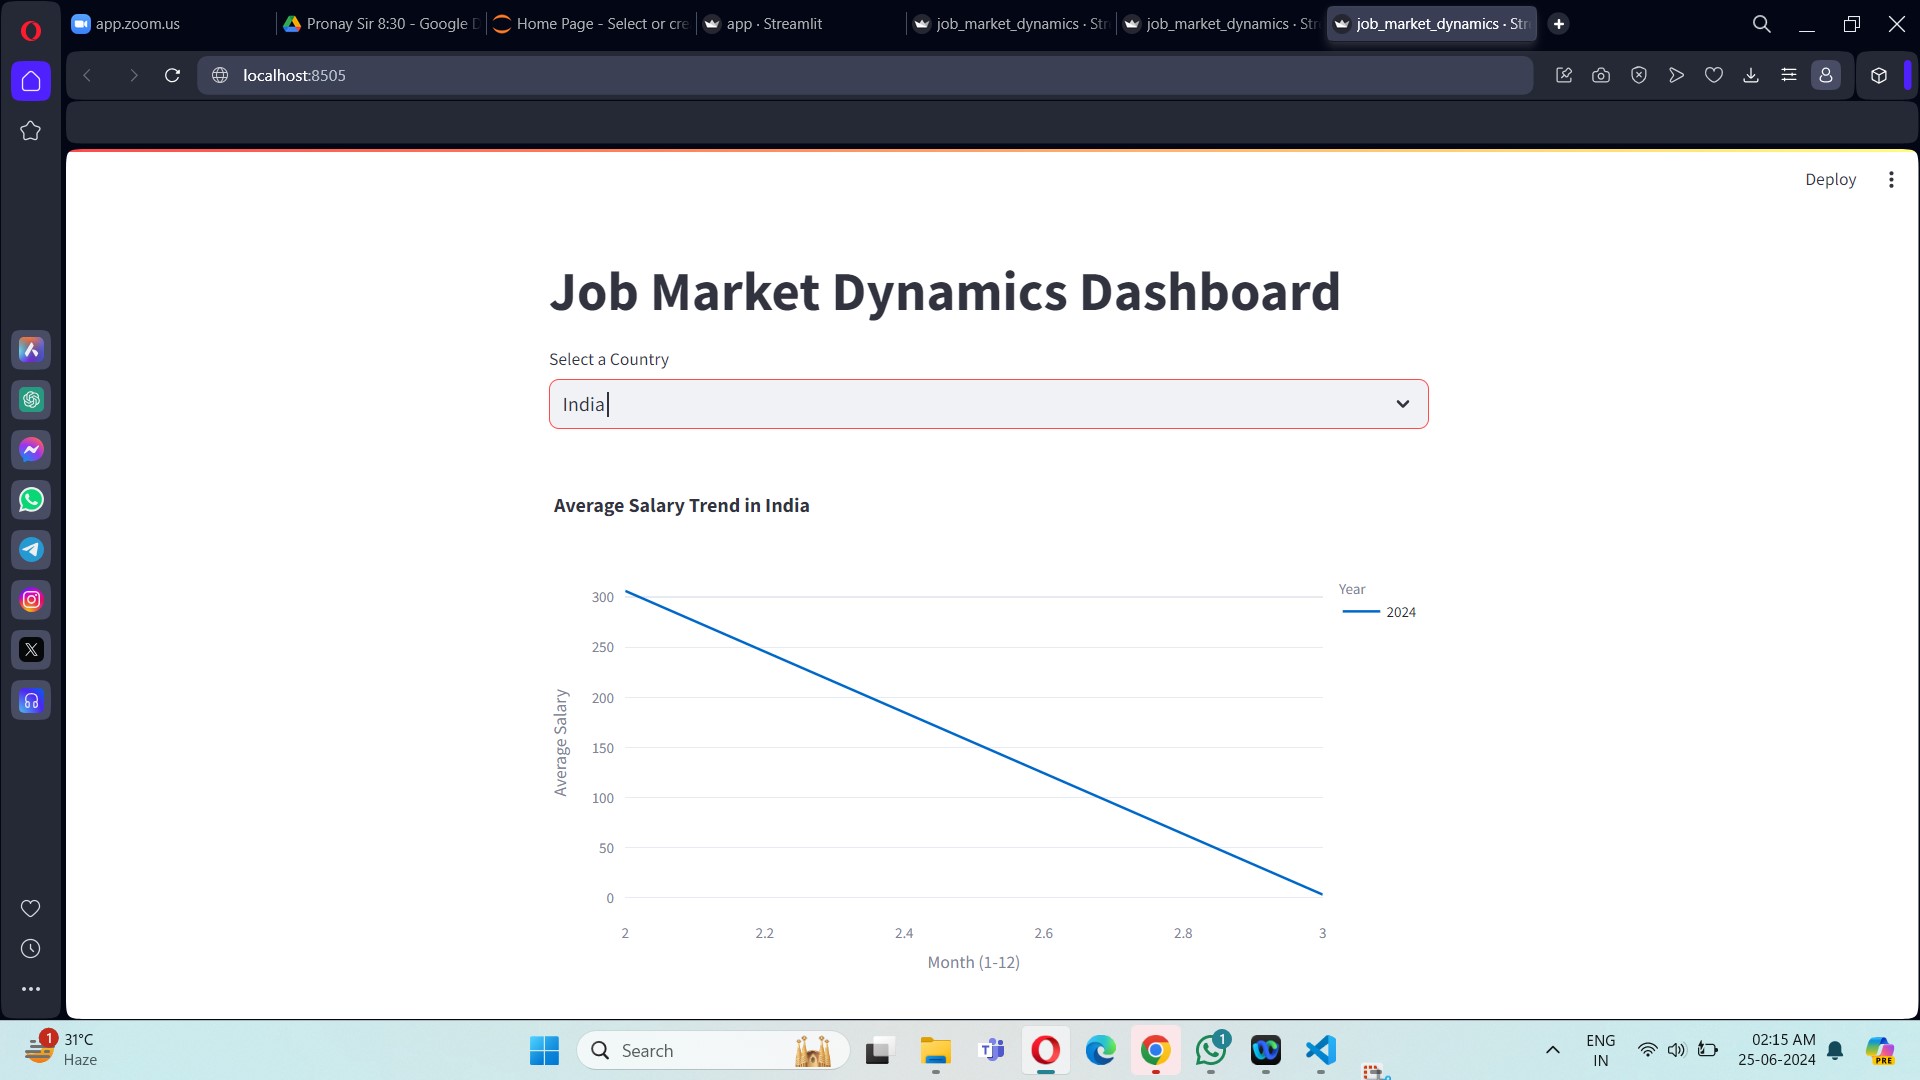 app.zoom.us
Pronay Sir 8:30 - Google D
Home Page - Select or cre
app · Streamlit
job_market_dynamics · Str
job_market_dynamics · Str
job_market_dynamics · Str
localhost:8505
Deploy
Job Market Dynamics Dashboard
Select a Country
India
Average Salary Trend in India
Year
2024
300
250
200
150
100
50
0
Average Salary
2 2.2 2.4 2.6 2.8 3
Month (1-12)
1
31°C
Haze
Search
1
ENG
IN
02:15 AM
25-06-2024
PRE